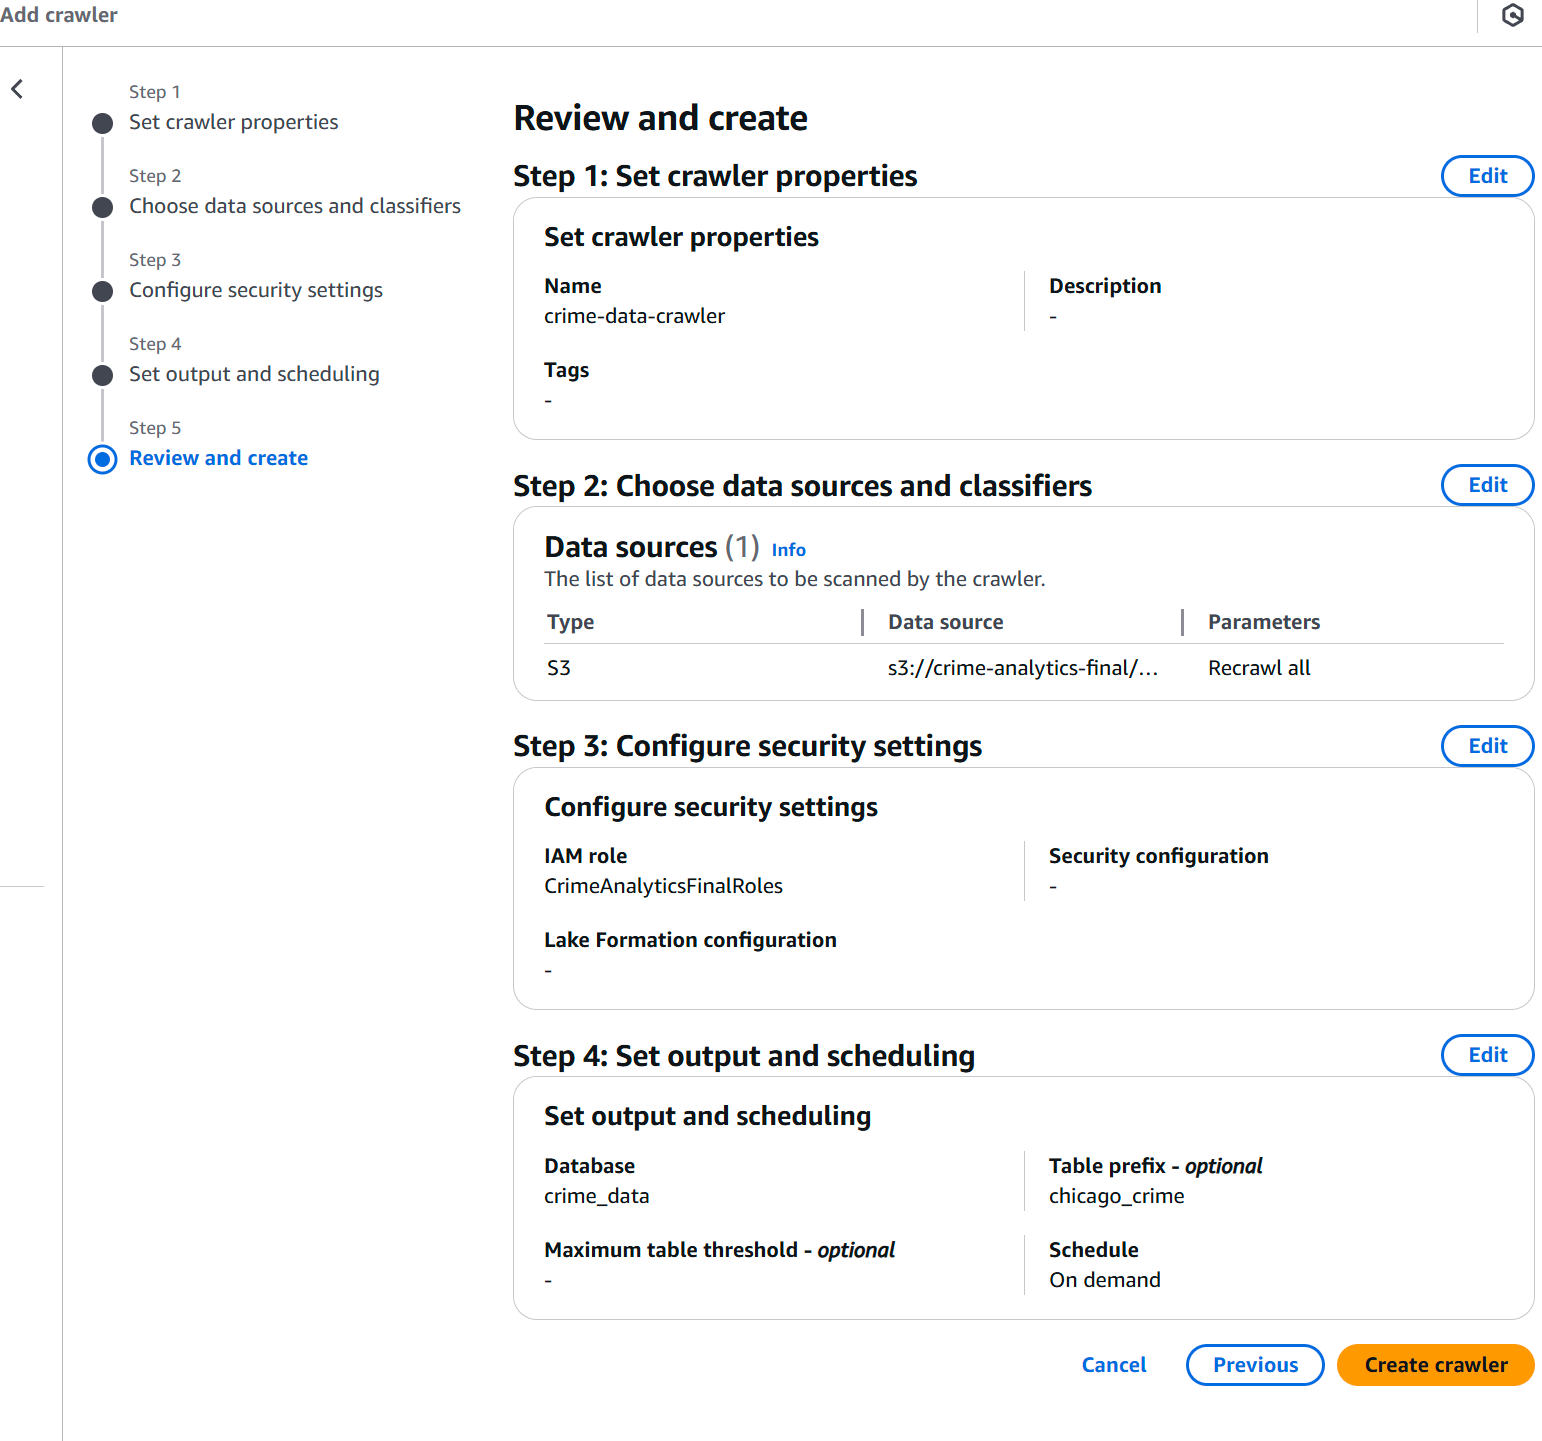 Add crawler
Step 1
Set crawler properties
Step 2
Choose data sources and classifiers
Step 3
Configure security settings
Step 4
Set output and scheduling
Step 5
Review and create
Review and create
Step 1: Set crawler properties
Edit
Set crawler properties
Name
crime-data-crawler
Description
-
Tags
-
Step 2: Choose data sources and classifiers
Edit
Data sources (1) Info
The list of data sources to be scanned by the crawler.
Type Data source Parameters
S3 s3://crime-analytics-final/... Recrawl all
Step 3: Configure security settings
Edit
Configure security settings
IAM role
CrimeAnalyticsFinalRoles
Security configuration
-
Lake Formation configuration
-
Step 4: Set output and scheduling
Edit
Set output and scheduling
Database
crime_data
Table prefix - optional
chicago_crime
Maximum table threshold - optional
-
Schedule
On demand
Cancel Previous Create crawler